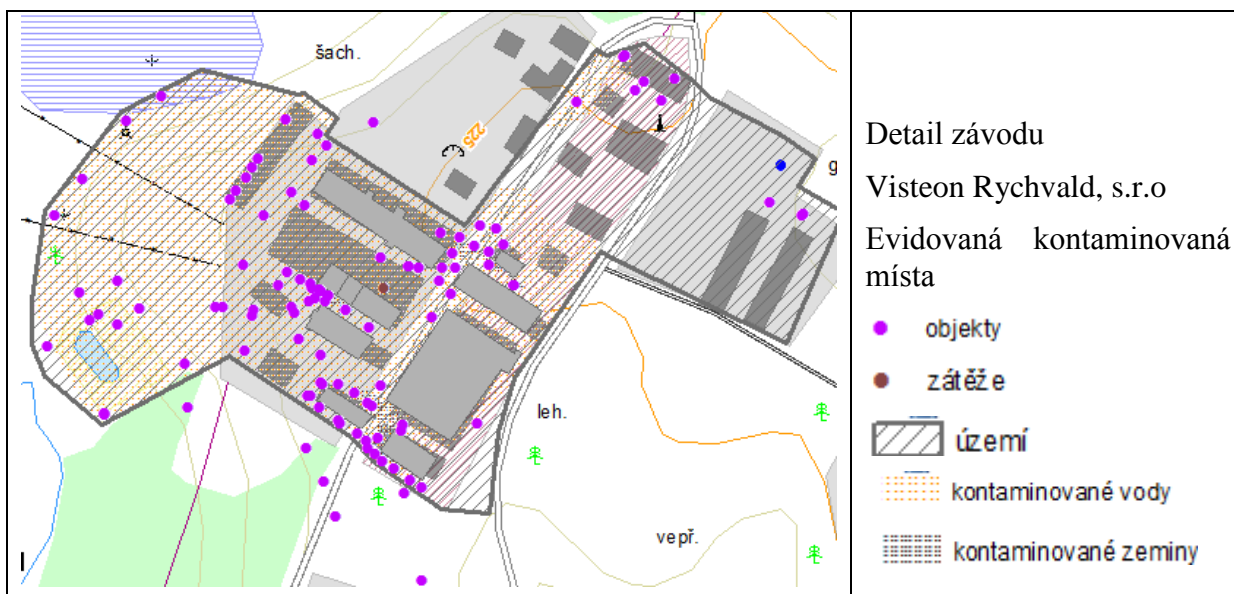 šach.
225
g
leh.
vepř.
l
Detail závodu
Visteon Rychvald, s.r.o
Evidovaná kontaminovaná
místa
objekty
zátěže
území
kontaminované vody
kontaminované zeminy